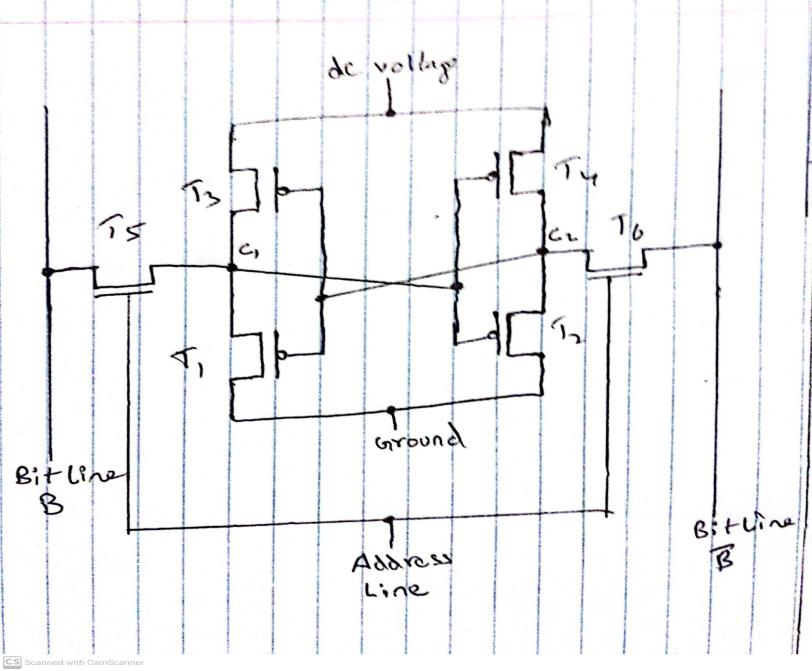 dc voltage
T3
T4
T5
C1
C2
T6
T1
T2
Ground
Bit Line
B
Bit Line
B̅
Address
Line
CS Scanned with CamScanner